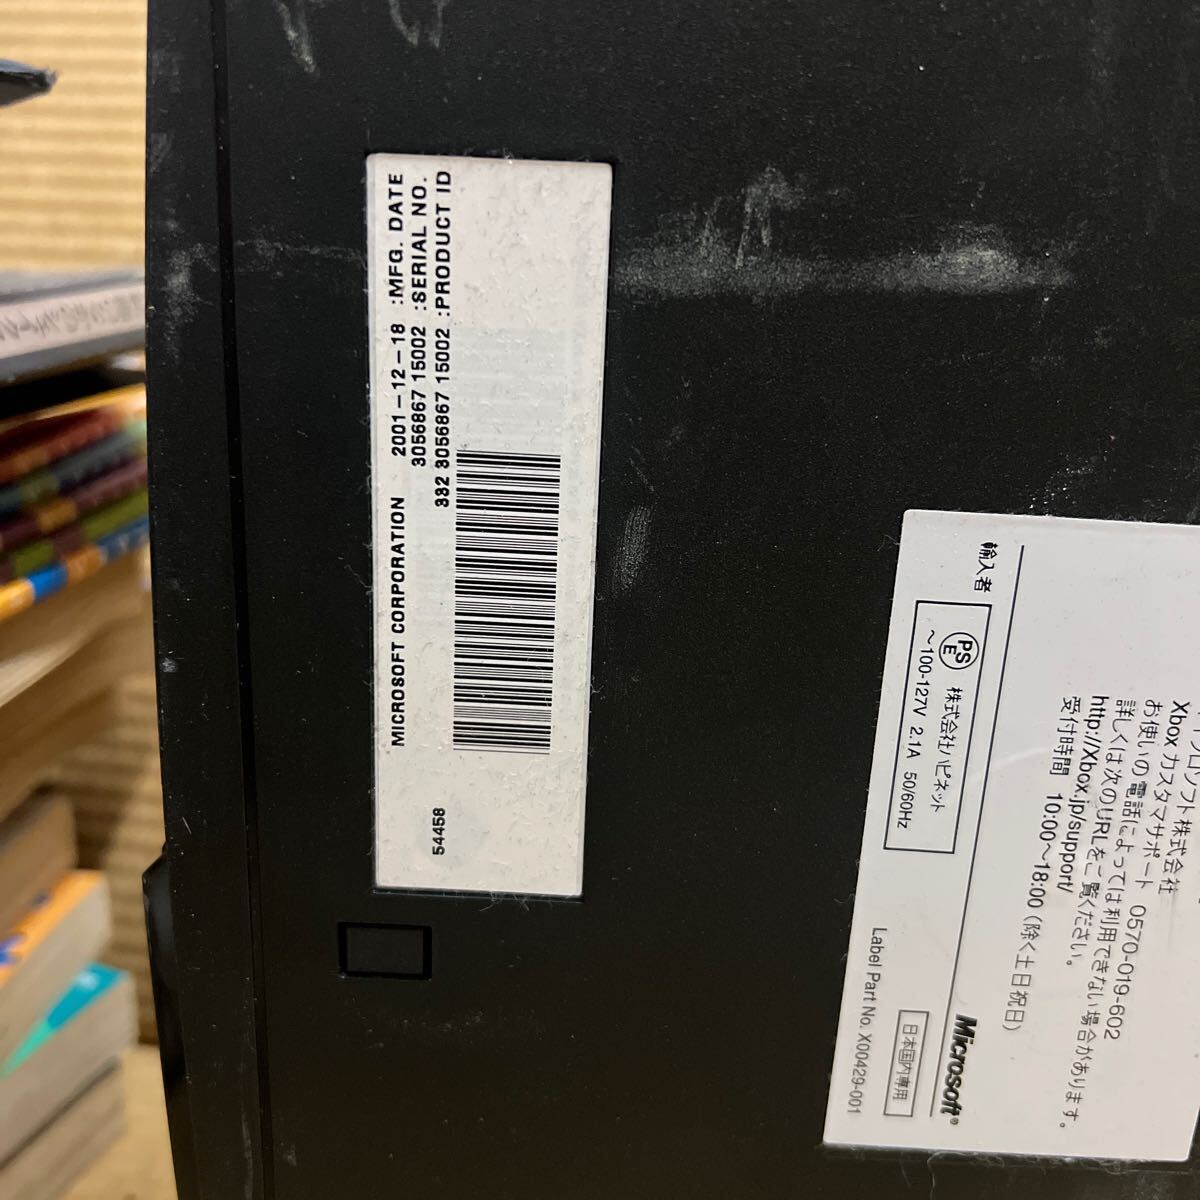 MICROSOFT CORPORATION
2001-12-18 :MFG. DATE
3056867 15002 :SERIAL NO.
332 3056867 15002 :PRODUCT ID
54458
株式会社
Xbox カスタマサポート 0570-019-602
お使いの電話によっては利用できない場合があります。
詳しくは次のURLをご覧ください。
http://Xbox.jp/support/
受付時間 10:00~18:00 (除く土日祝日)
輸入者
PS
E
株式会社ハピネット
~100-127V 2.1A 50/60Hz
Microsoft®
日本国内専用
Label Part No. X00429-001